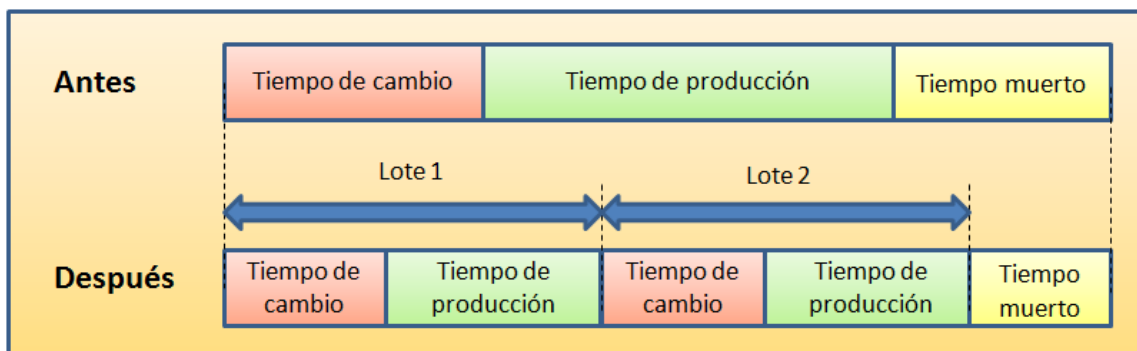 Antes
Tiempo de cambio
Tiempo de producción
Tiempo muerto
Lote 1
Lote 2
Después
Tiempo de
cambio
Tiempo de
producción
Tiempo de
cambio
Tiempo de
producción
Tiempo
muerto